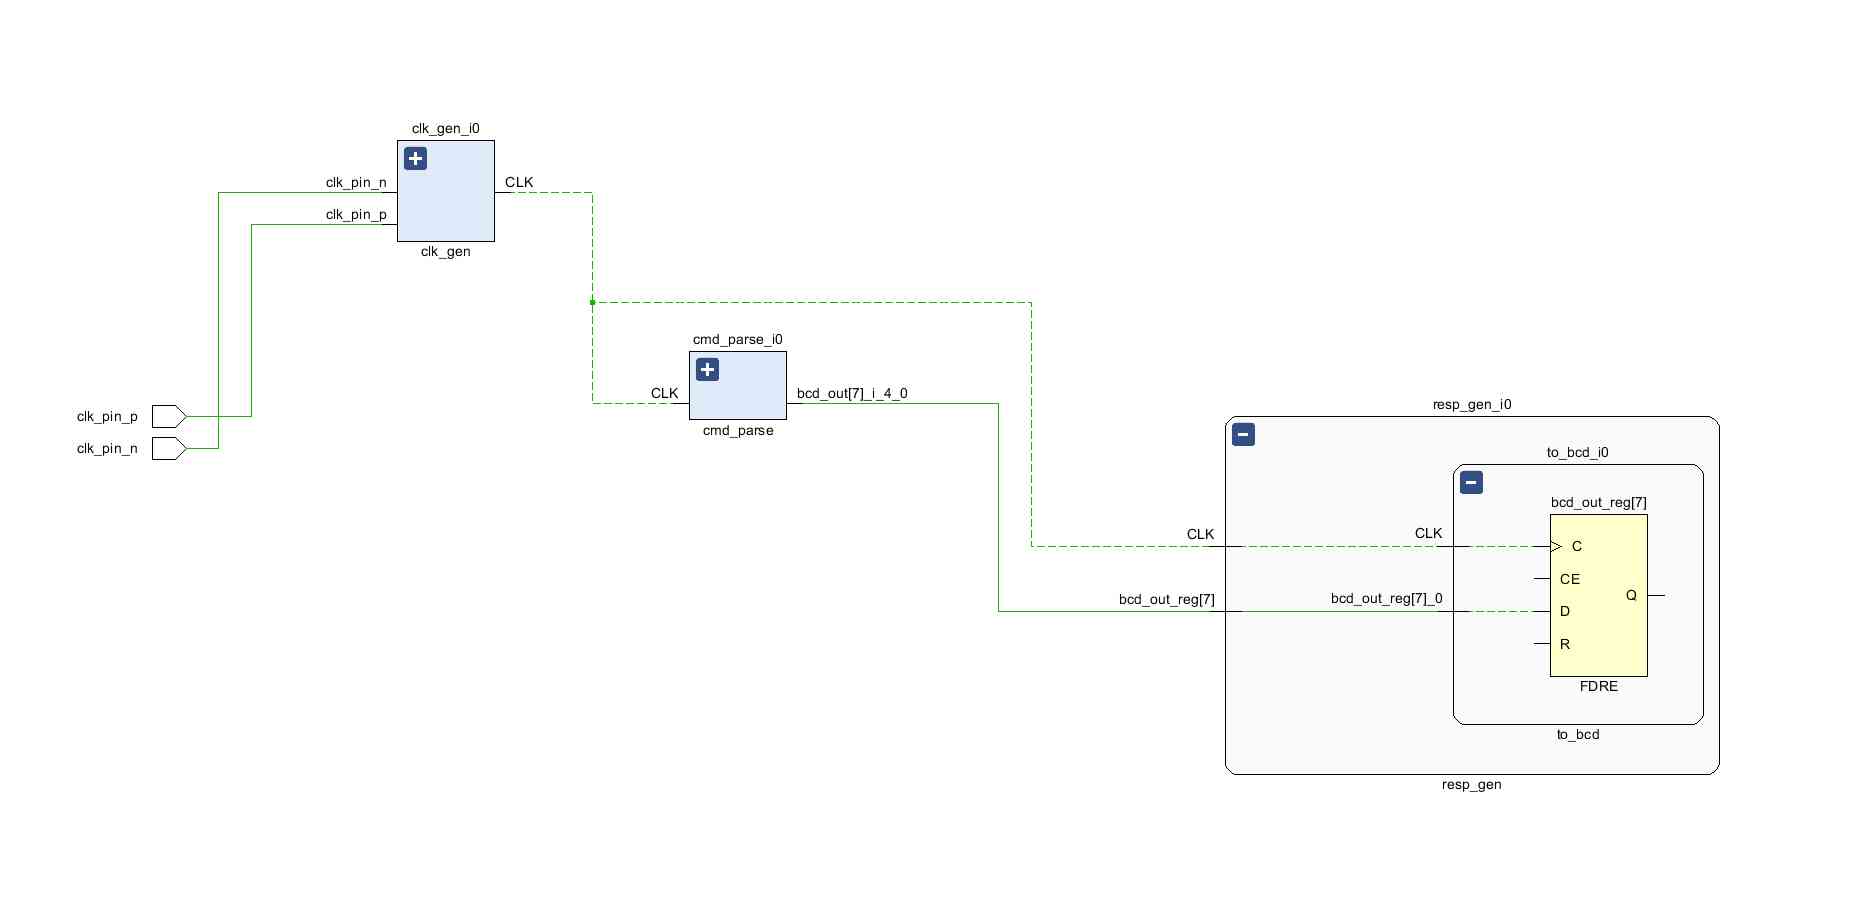 clk_gen_i0
clk_pin_n
CLK
clk_pin_p
clk_gen
cmd_parse_i0
CLK
bcd_out[7]_i_4_0
cmd_parse
clk_pin_p
clk_pin_n
resp_gen_i0
to_bcd_i0
bcd_out_reg[7]
CLK
CLK
C
CE
bcd_out_reg[7]
bcd_out_reg[7]_0
D
Q
R
FDRE
to_bcd
resp_gen